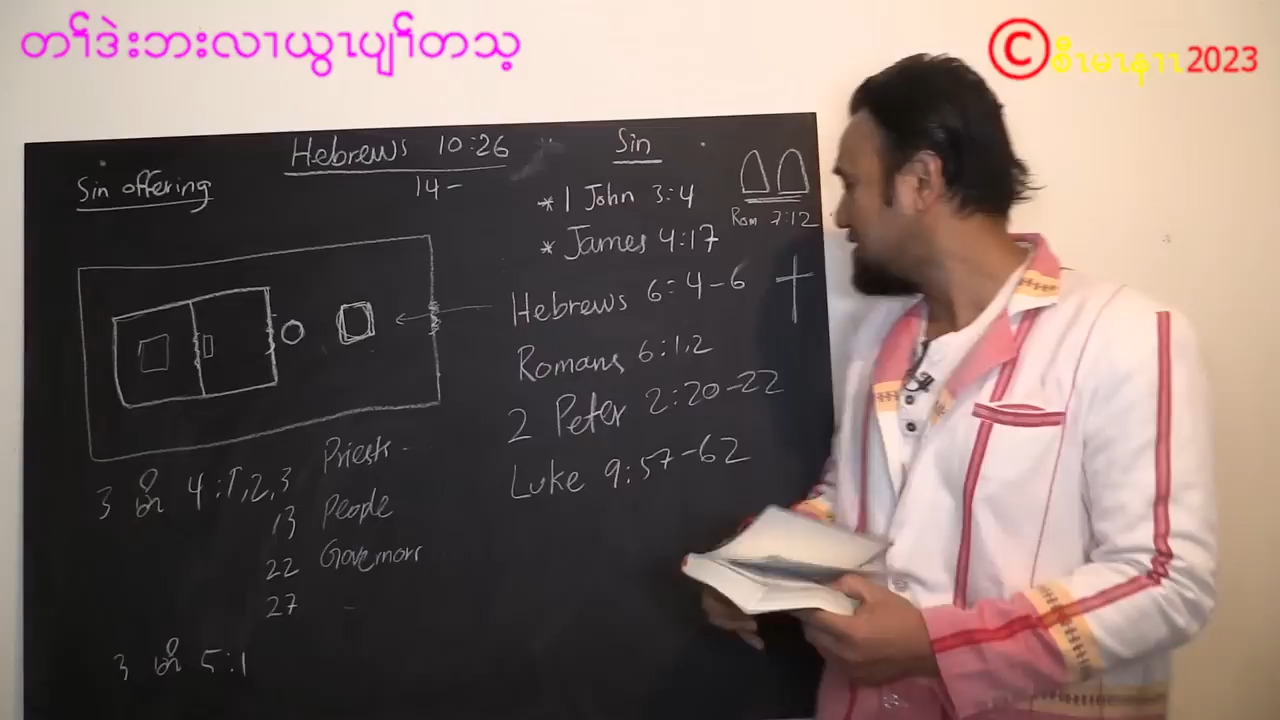 တၢ်ဒဲးဘးလၢယွၤပျၢ်တသ့
©စီၤမၤနၢၤ2023
Hebrews 10:26
14-
Sin offering
Sin
* 1 John 3:4
Rom 7:12
* James 4:17
Hebrews 6:4-6
Romans 6:1,2
2 Peter 2:20-22
Luke 9:57-62
4:1,2,3 Priests
13 People
22 Governors
27
5:1